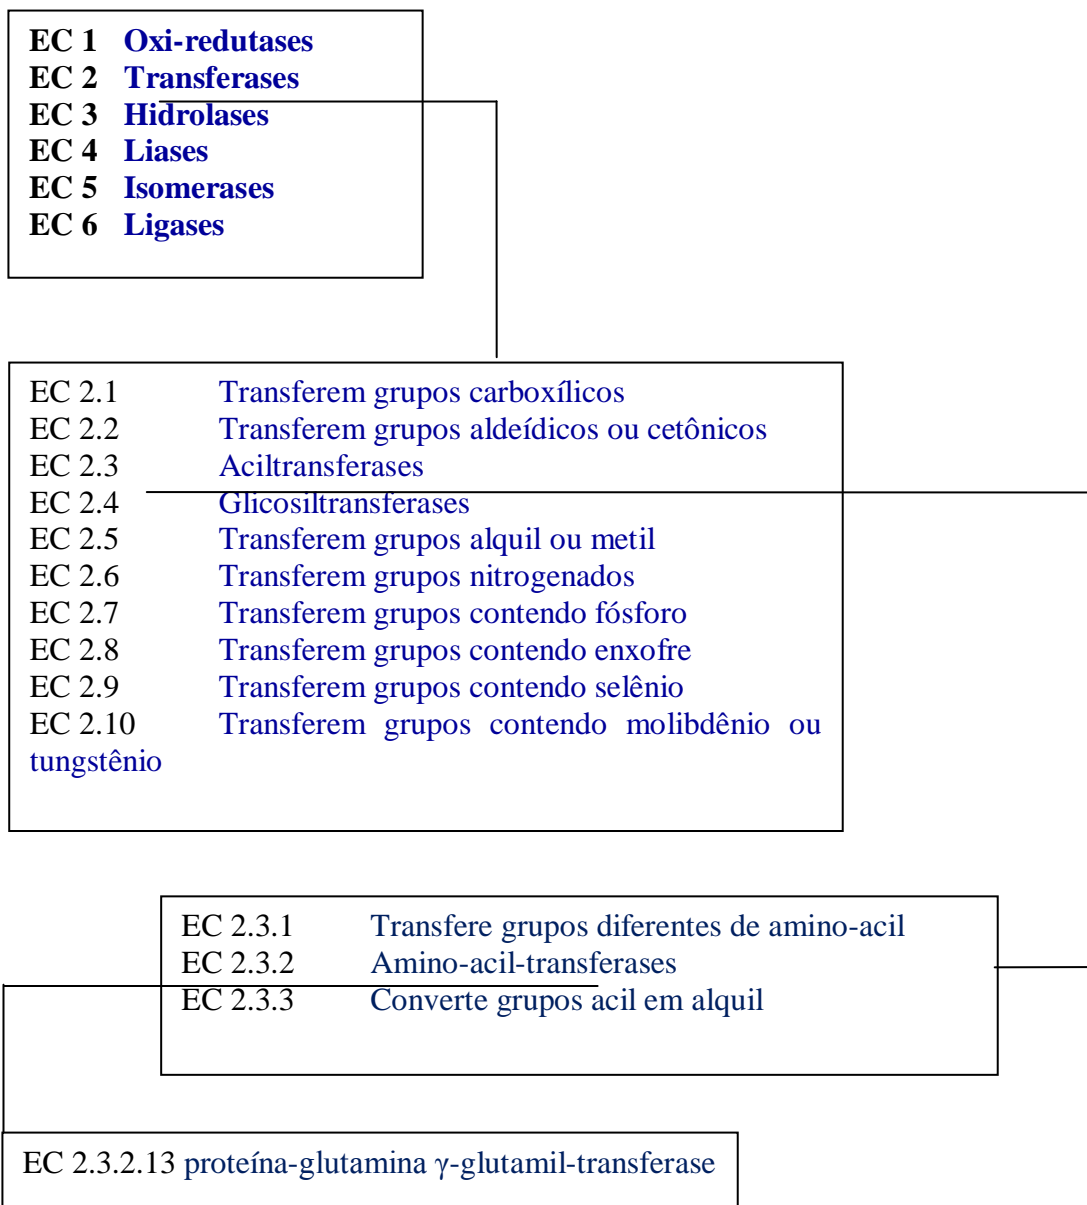 EC 1 Oxi-redutases
EC 2 Transferases
EC 3 Hidrolases
EC 4 Liases
EC 5 Isomerases
EC 6 Ligases
EC 2.1 Transferem grupos carboxílicos
EC 2.2 Transferem grupos aldeídicos ou cetônicos
EC 2.3 Aciltransferases
EC 2.4 Glicosiltransferases
EC 2.5 Transferem grupos alquil ou metil
EC 2.6 Transferem grupos nitrogenados
EC 2.7 Transferem grupos contendo fósforo
EC 2.8 Transferem grupos contendo enxofre
EC 2.9 Transferem grupos contendo selênio
EC 2.10 Transferem grupos contendo molibdênio ou
tungstênio
EC 2.3.1 Transfere grupos diferentes de amino-acil
EC 2.3.2 Amino-acil-transferases
EC 2.3.3 Converte grupos acil em alquil
EC 2.3.2.13 proteína-glutamina γ-glutamil-transferase